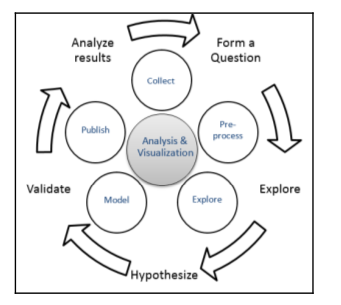 Analyze
results
Form a
Question
Collect
Publish
Pre-
process
Analysis &
Visualization
Validate
Explore
Model
Explore
Hypothesize